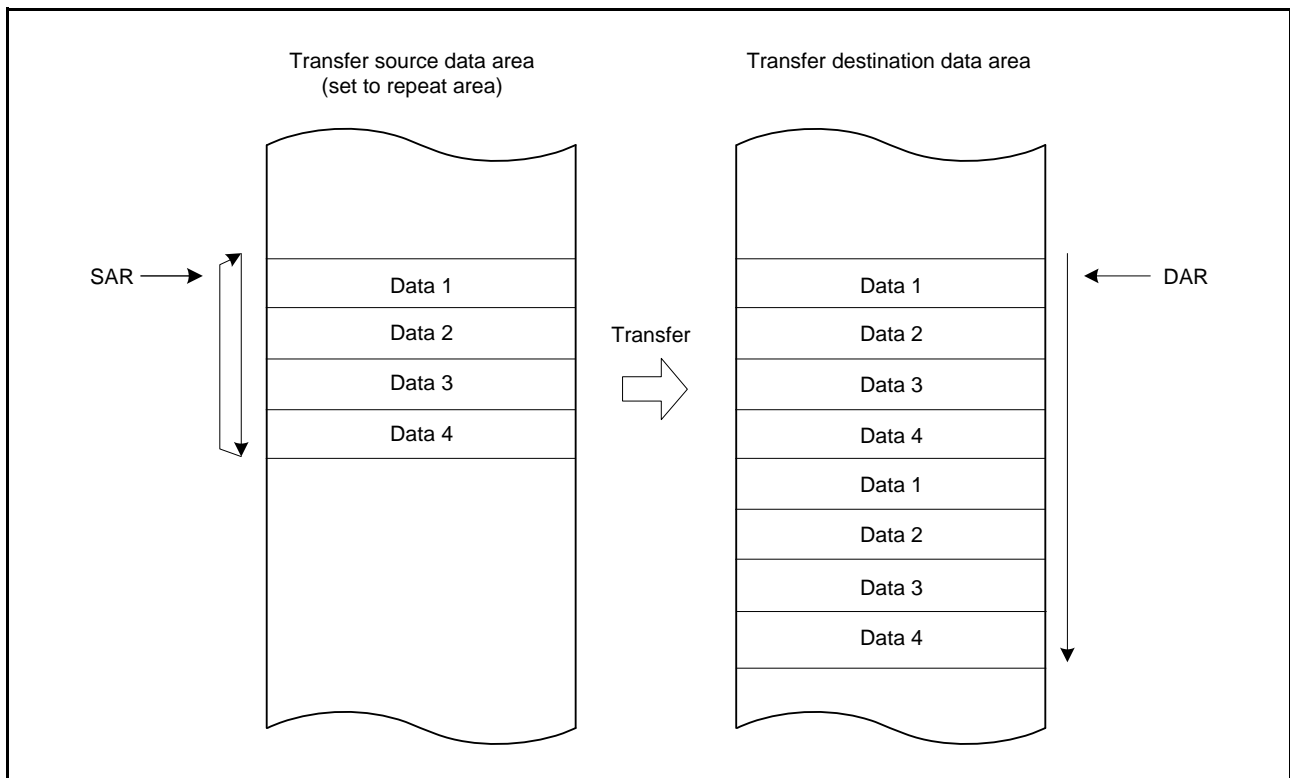 Transfer source data area
(set to repeat area)
Transfer destination data area
SAR
Data 1
Data 2
Data 3
Data 4
Transfer
Data 1
Data 2
Data 3
Data 4
Data 1
Data 2
Data 3
Data 4
DAR